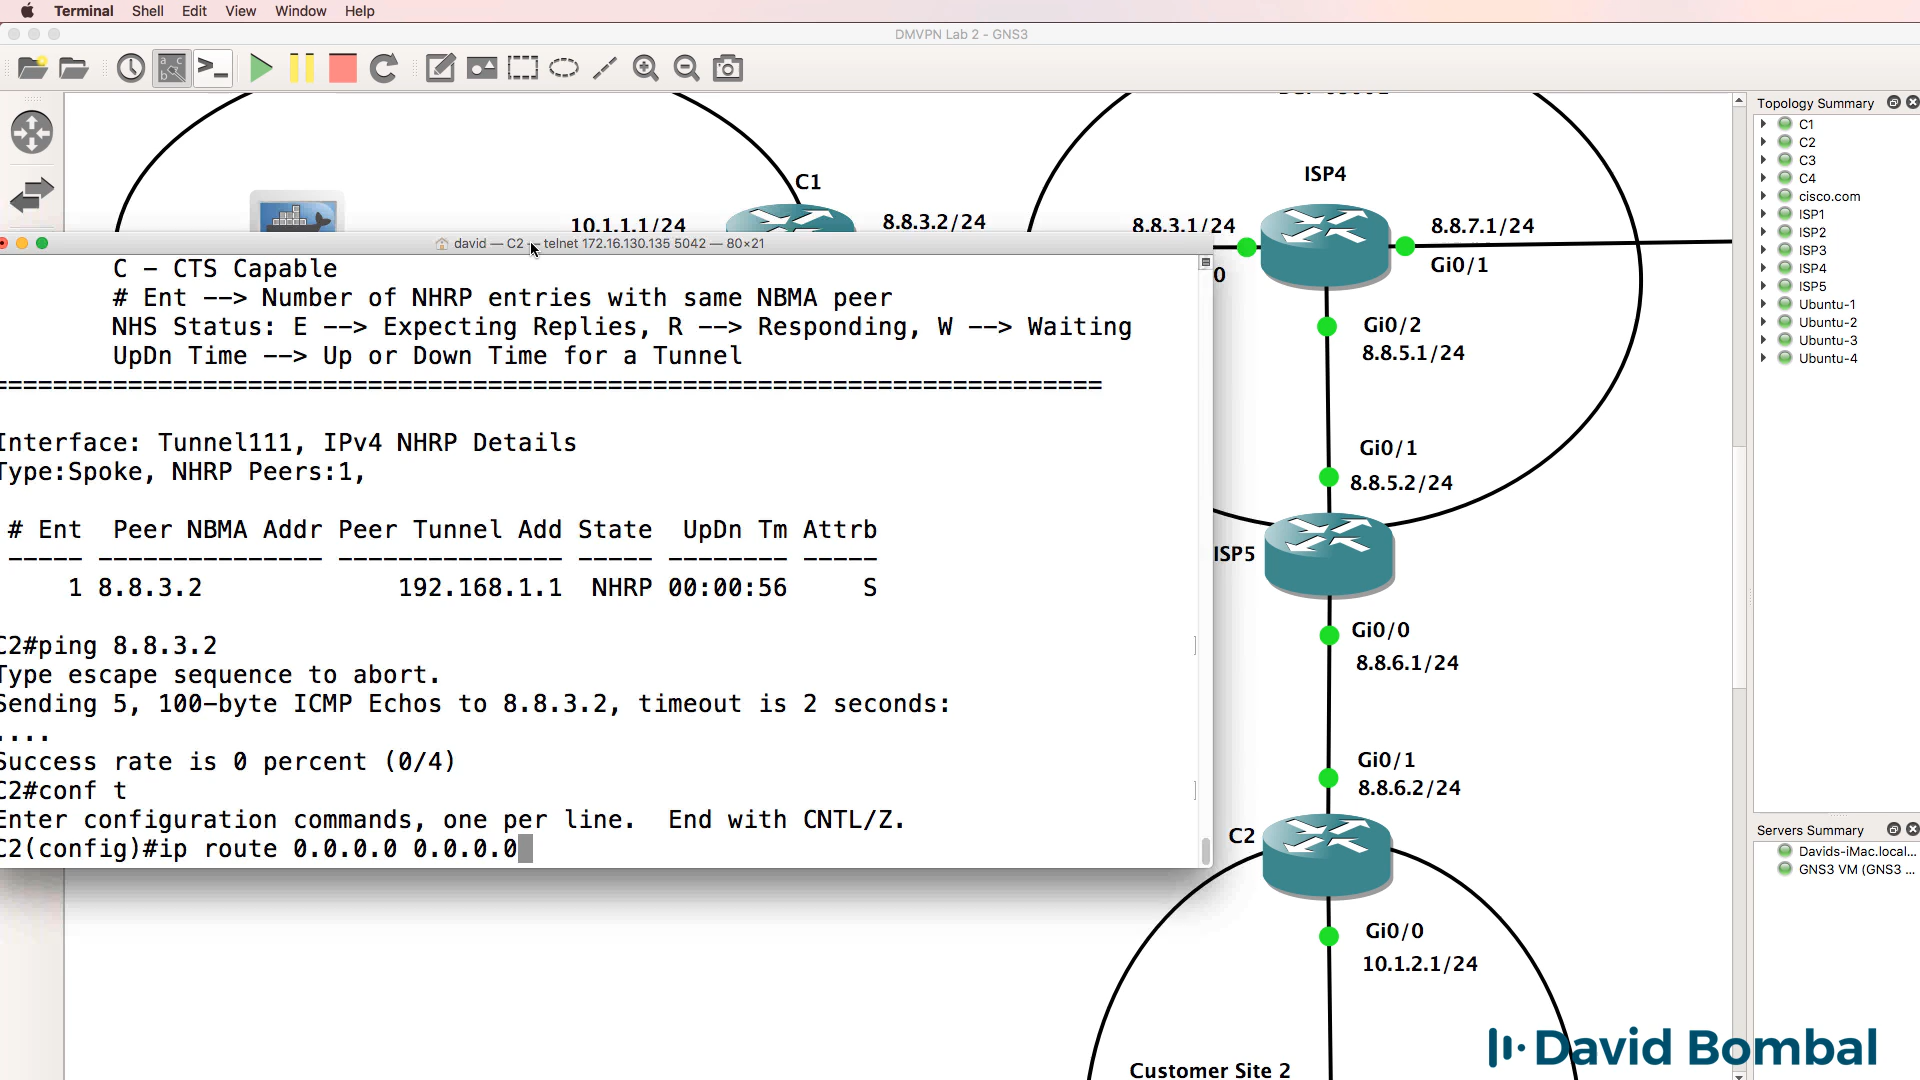 Terminal Shell Edit View Window Help
DMVPN Lab 2 - GNS3
Topology Summary
C1
C2
C3
C4
cisco.com
ISP1
ISP2
ISP3
ISP4
ISP5
Ubuntu-1
Ubuntu-2
Ubuntu-3
Ubuntu-4
C1
10.1.1.1/24
8.8.3.2/24
8.8.3.1/24
ISP4
8.8.7.1/24
Gi0/1
0
Gi0/2
8.8.5.1/24
Gi0/1
8.8.5.2/24
ISP5
Gi0/0
8.8.6.1/24
Gi0/1
8.8.6.2/24
C2
Gi0/0
10.1.2.1/24
Customer Site 2
david — C2 — telnet 172.16.130.135 5042 — 80×21
C - CTS Capable
# Ent --> Number of NHRP entries with same NBMA peer
NHS Status: E --> Expecting Replies, R --> Responding, W --> Waiting
UpDn Time --> Up or Down Time for a Tunnel
==========================================================================
Interface: Tunnel111, IPv4 NHRP Details
Type:Spoke, NHRP Peers:1,
# Ent  Peer NBMA Addr Peer Tunnel Add State  UpDn Tm Attrb
----- --------------- --------------- ----- -------- -----
1 8.8.3.2 192.168.1.1 NHRP 00:00:56 S
C2#ping 8.8.3.2
Type escape sequence to abort.
Sending 5, 100-byte ICMP Echos to 8.8.3.2, timeout is 2 seconds:
....
Success rate is 0 percent (0/4)
C2#conf t
Enter configuration commands, one per line.  End with CNTL/Z.
C2(config)#ip route 0.0.0.0 0.0.0.0
Servers Summary
Davids-iMac.local...
GNS3 VM (GNS3 ...
David Bombal